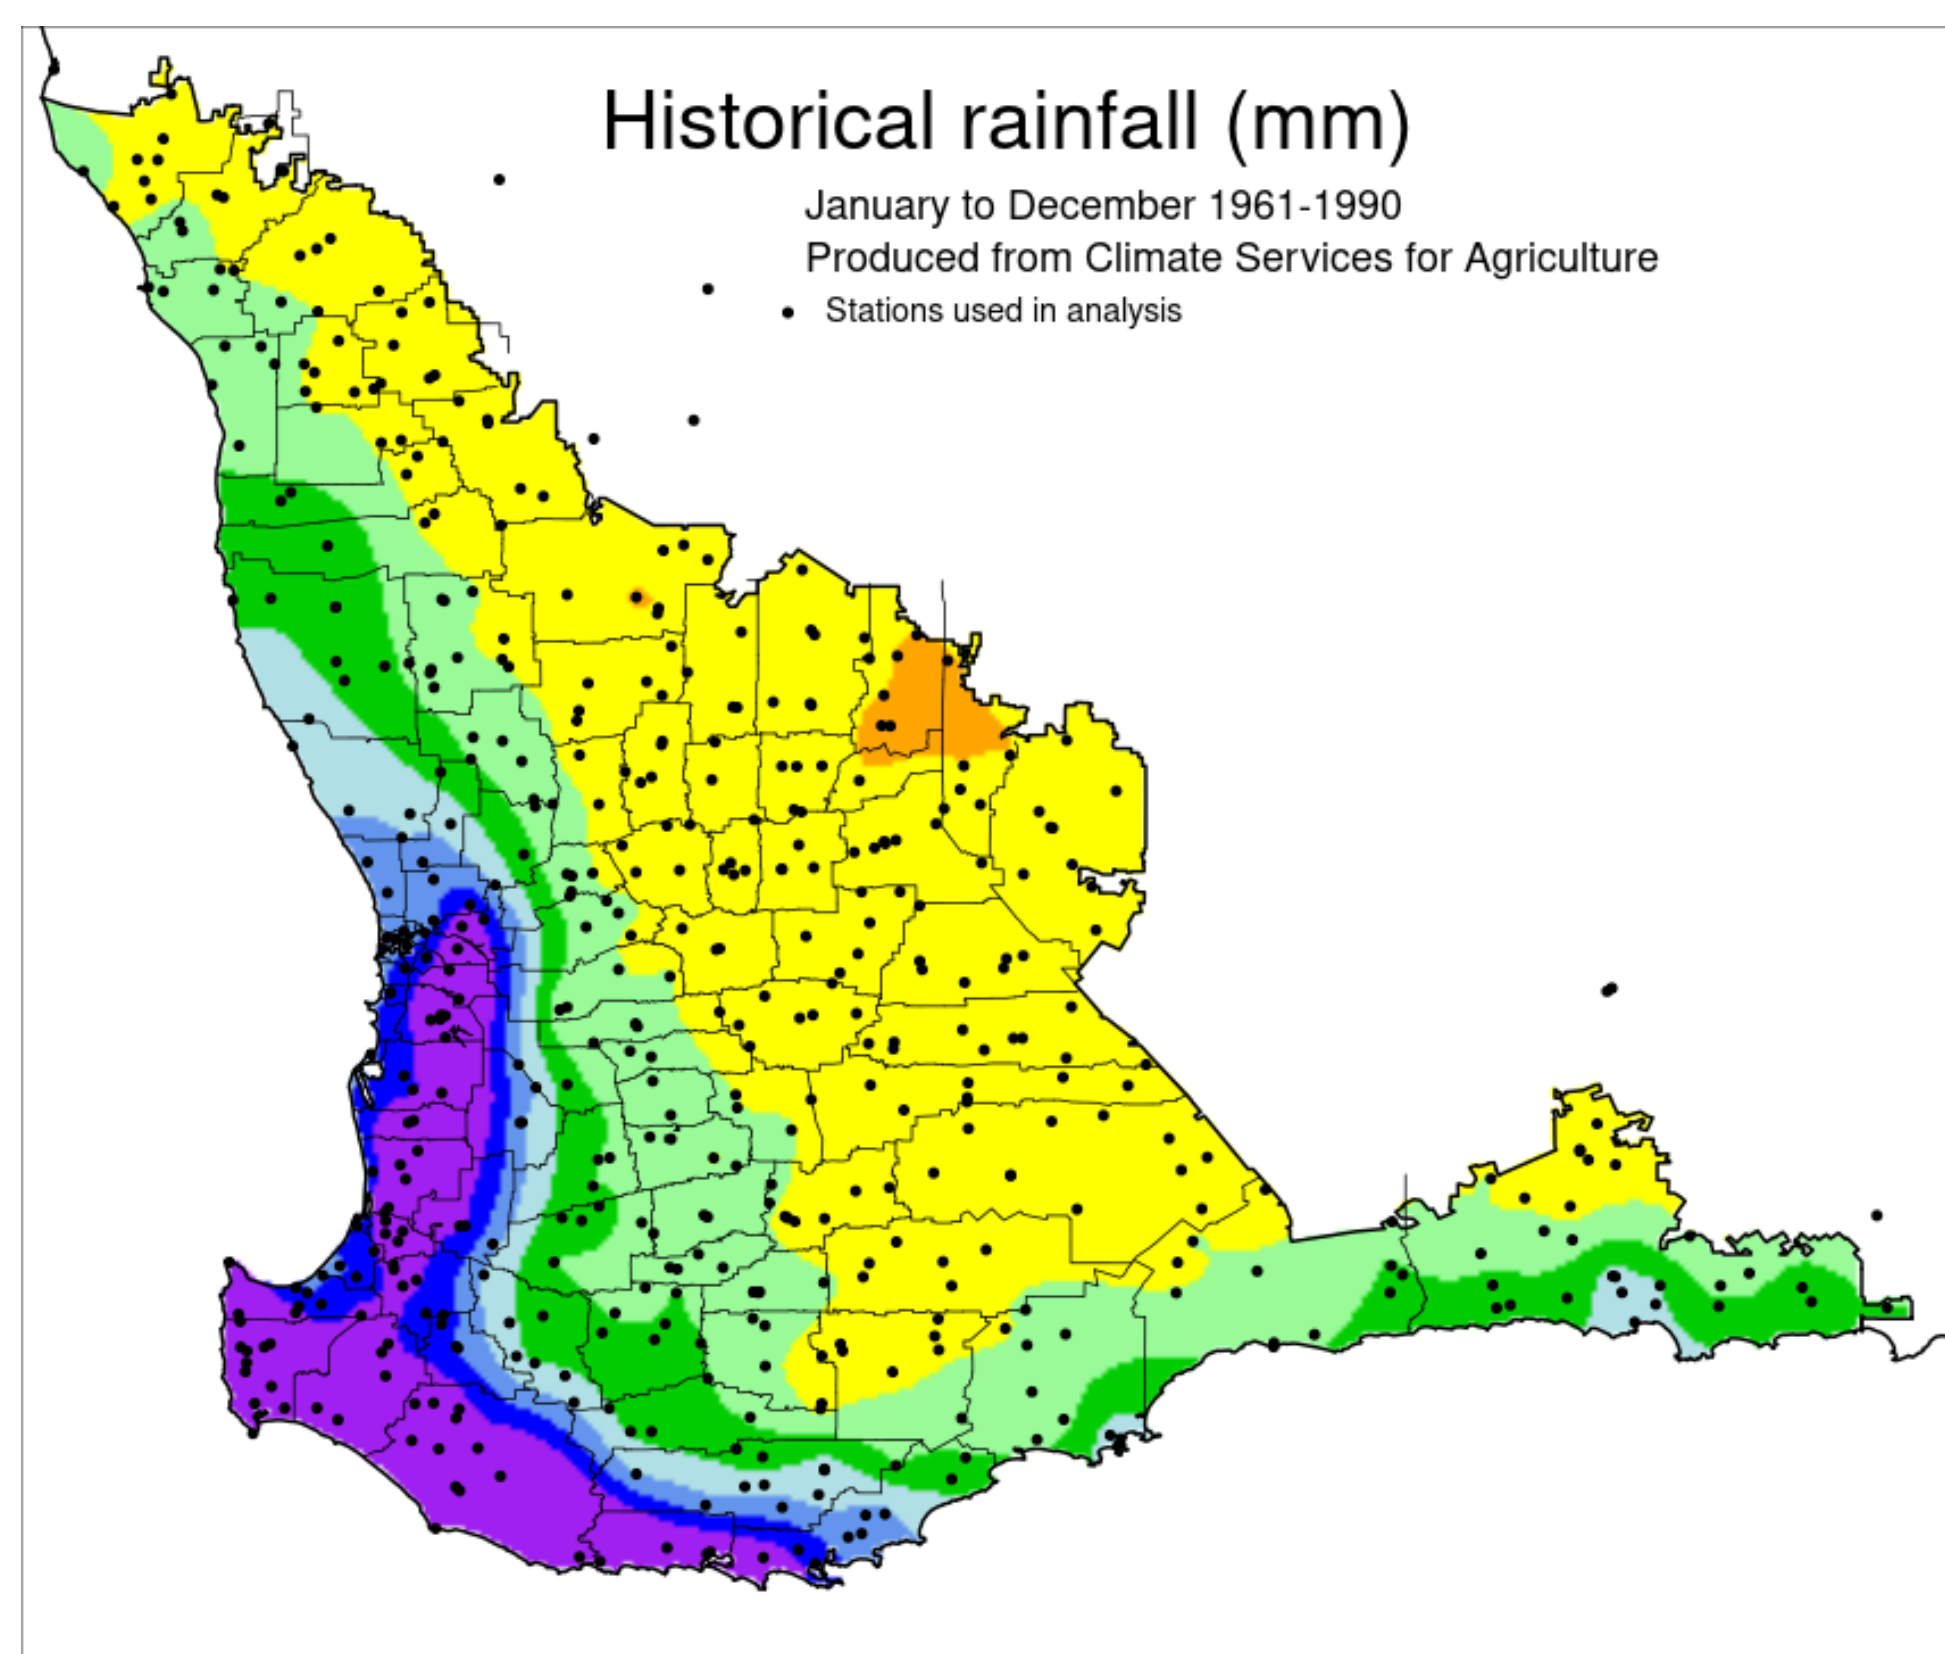 Historical rainfall (mm)
January to December 1961-1990
Produced from Climate Services for Agriculture
Stations used in analysis